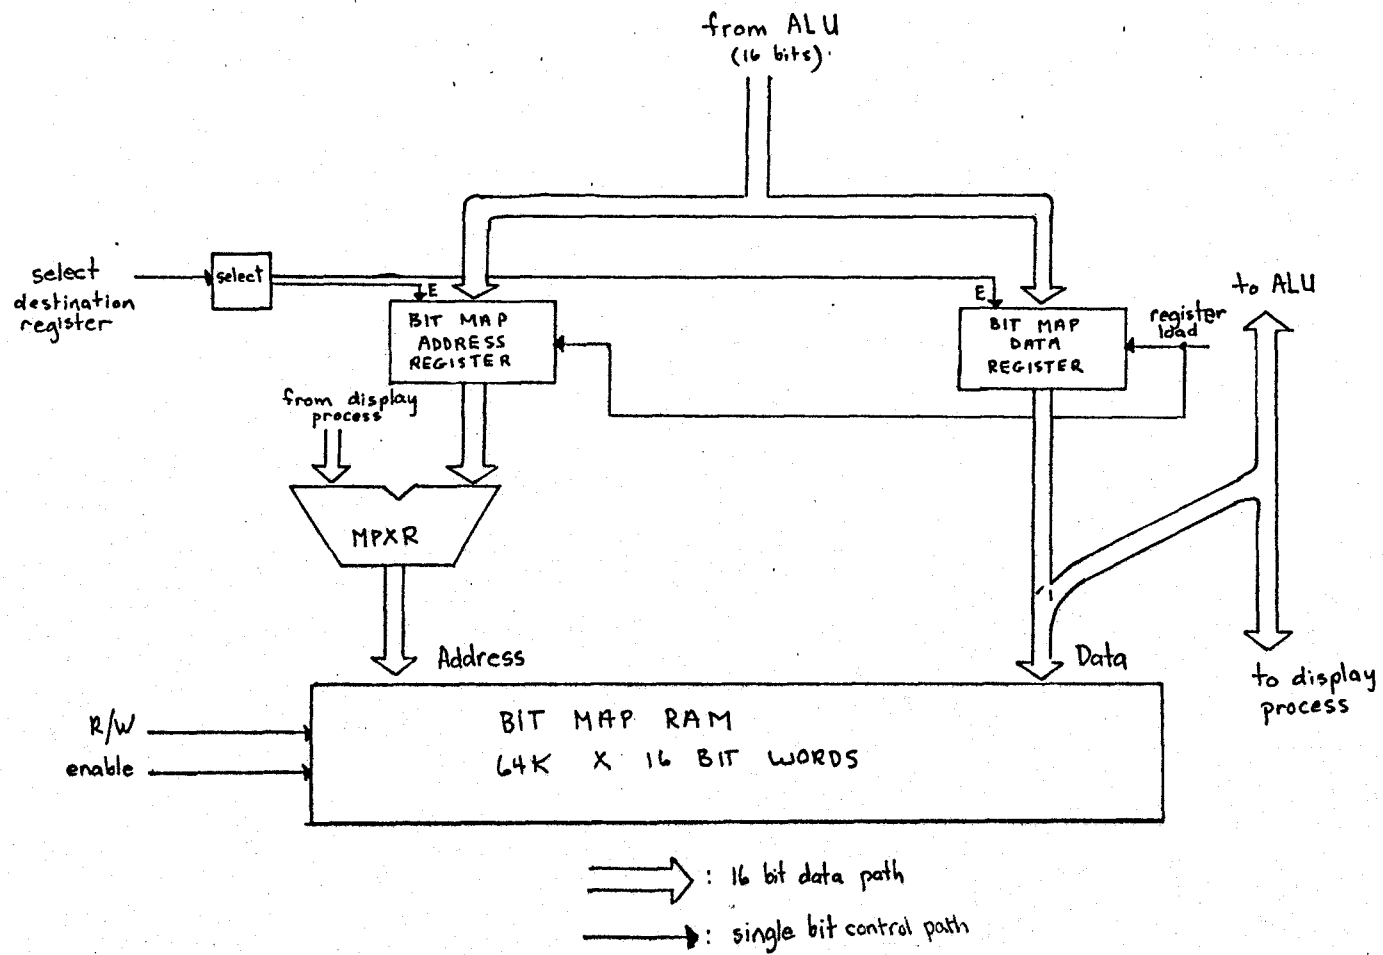 from ALU
(16 bits)
select
destination
register
select
E
E
BIT MAP
ADDRESS
REGISTER
BIT MAP
DATA
REGISTER
register
load
to ALU
from display
process
MPXR
Address
Data
to display
process
R/W
enable
BIT MAP RAM
64K X 16 BIT WORDS
: 16 bit data path
: single bit control path